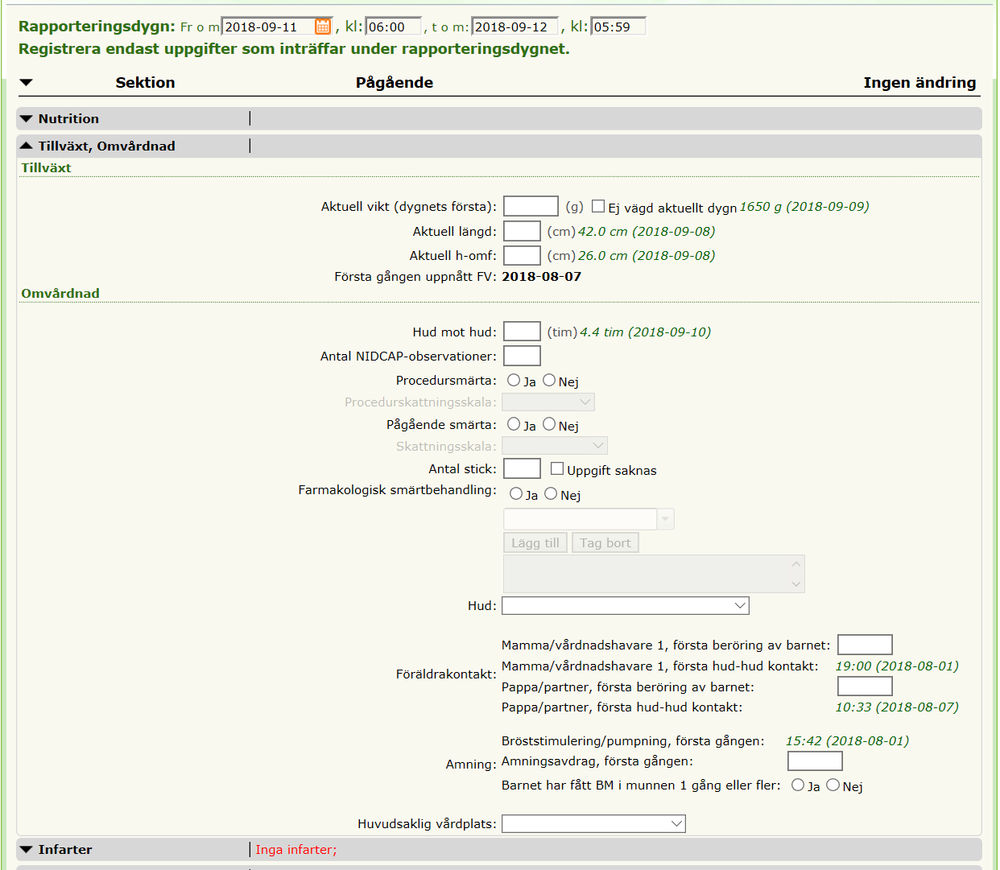 Rapporteringsdygn: Fr o m 2018-09-11 , kl: 06:00 , t o m: 2018-09-12 , kl: 05:59
Registrera endast uppgifter som inträffar under rapporteringsdygnet.
Sektion Pågående Ingen ändring
Nutrition
Tillväxt, Omvårdnad
Tillväxt
Aktuell vikt (dygnets första): (g) Ej vägd aktuellt dygn 1650 g (2018-09-09)
Aktuell längd: (cm) 42.0 cm (2018-09-08)
Aktuell h-omf: (cm) 26.0 cm (2018-09-08)
Första gången uppnått FV: 2018-08-07
Omvårdnad
Hud mot hud: (tim) 4.4 tim (2018-09-10)
Antal NIDCAP-observationer:
Procedursmärta: Ja Nej
Procedurskattningsskala:
Pågående smärta: Ja Nej
Skattningsskala:
Antal stick: Uppgift saknas
Farmakologisk smärtbehandling: Ja Nej
Lägg till Tag bort
Hud:
Mamma/vårdnadshavare 1, första beröring av barnet:
Föräldrakontakt: Mamma/vårdnadshavare 1, första hud-hud kontakt: 19:00 (2018-08-01)
Pappa/partner, första beröring av barnet:
Pappa/partner, första hud-hud kontakt: 10:33 (2018-08-07)
Bröststimulering/pumpning, första gången: 15:42 (2018-08-01)
Amning: Amningsavdrag, första gången:
Barnet har fått BM i munnen 1 gång eller fler: Ja Nej
Huvudsaklig vårdplats:
Infarter Inga infarter;